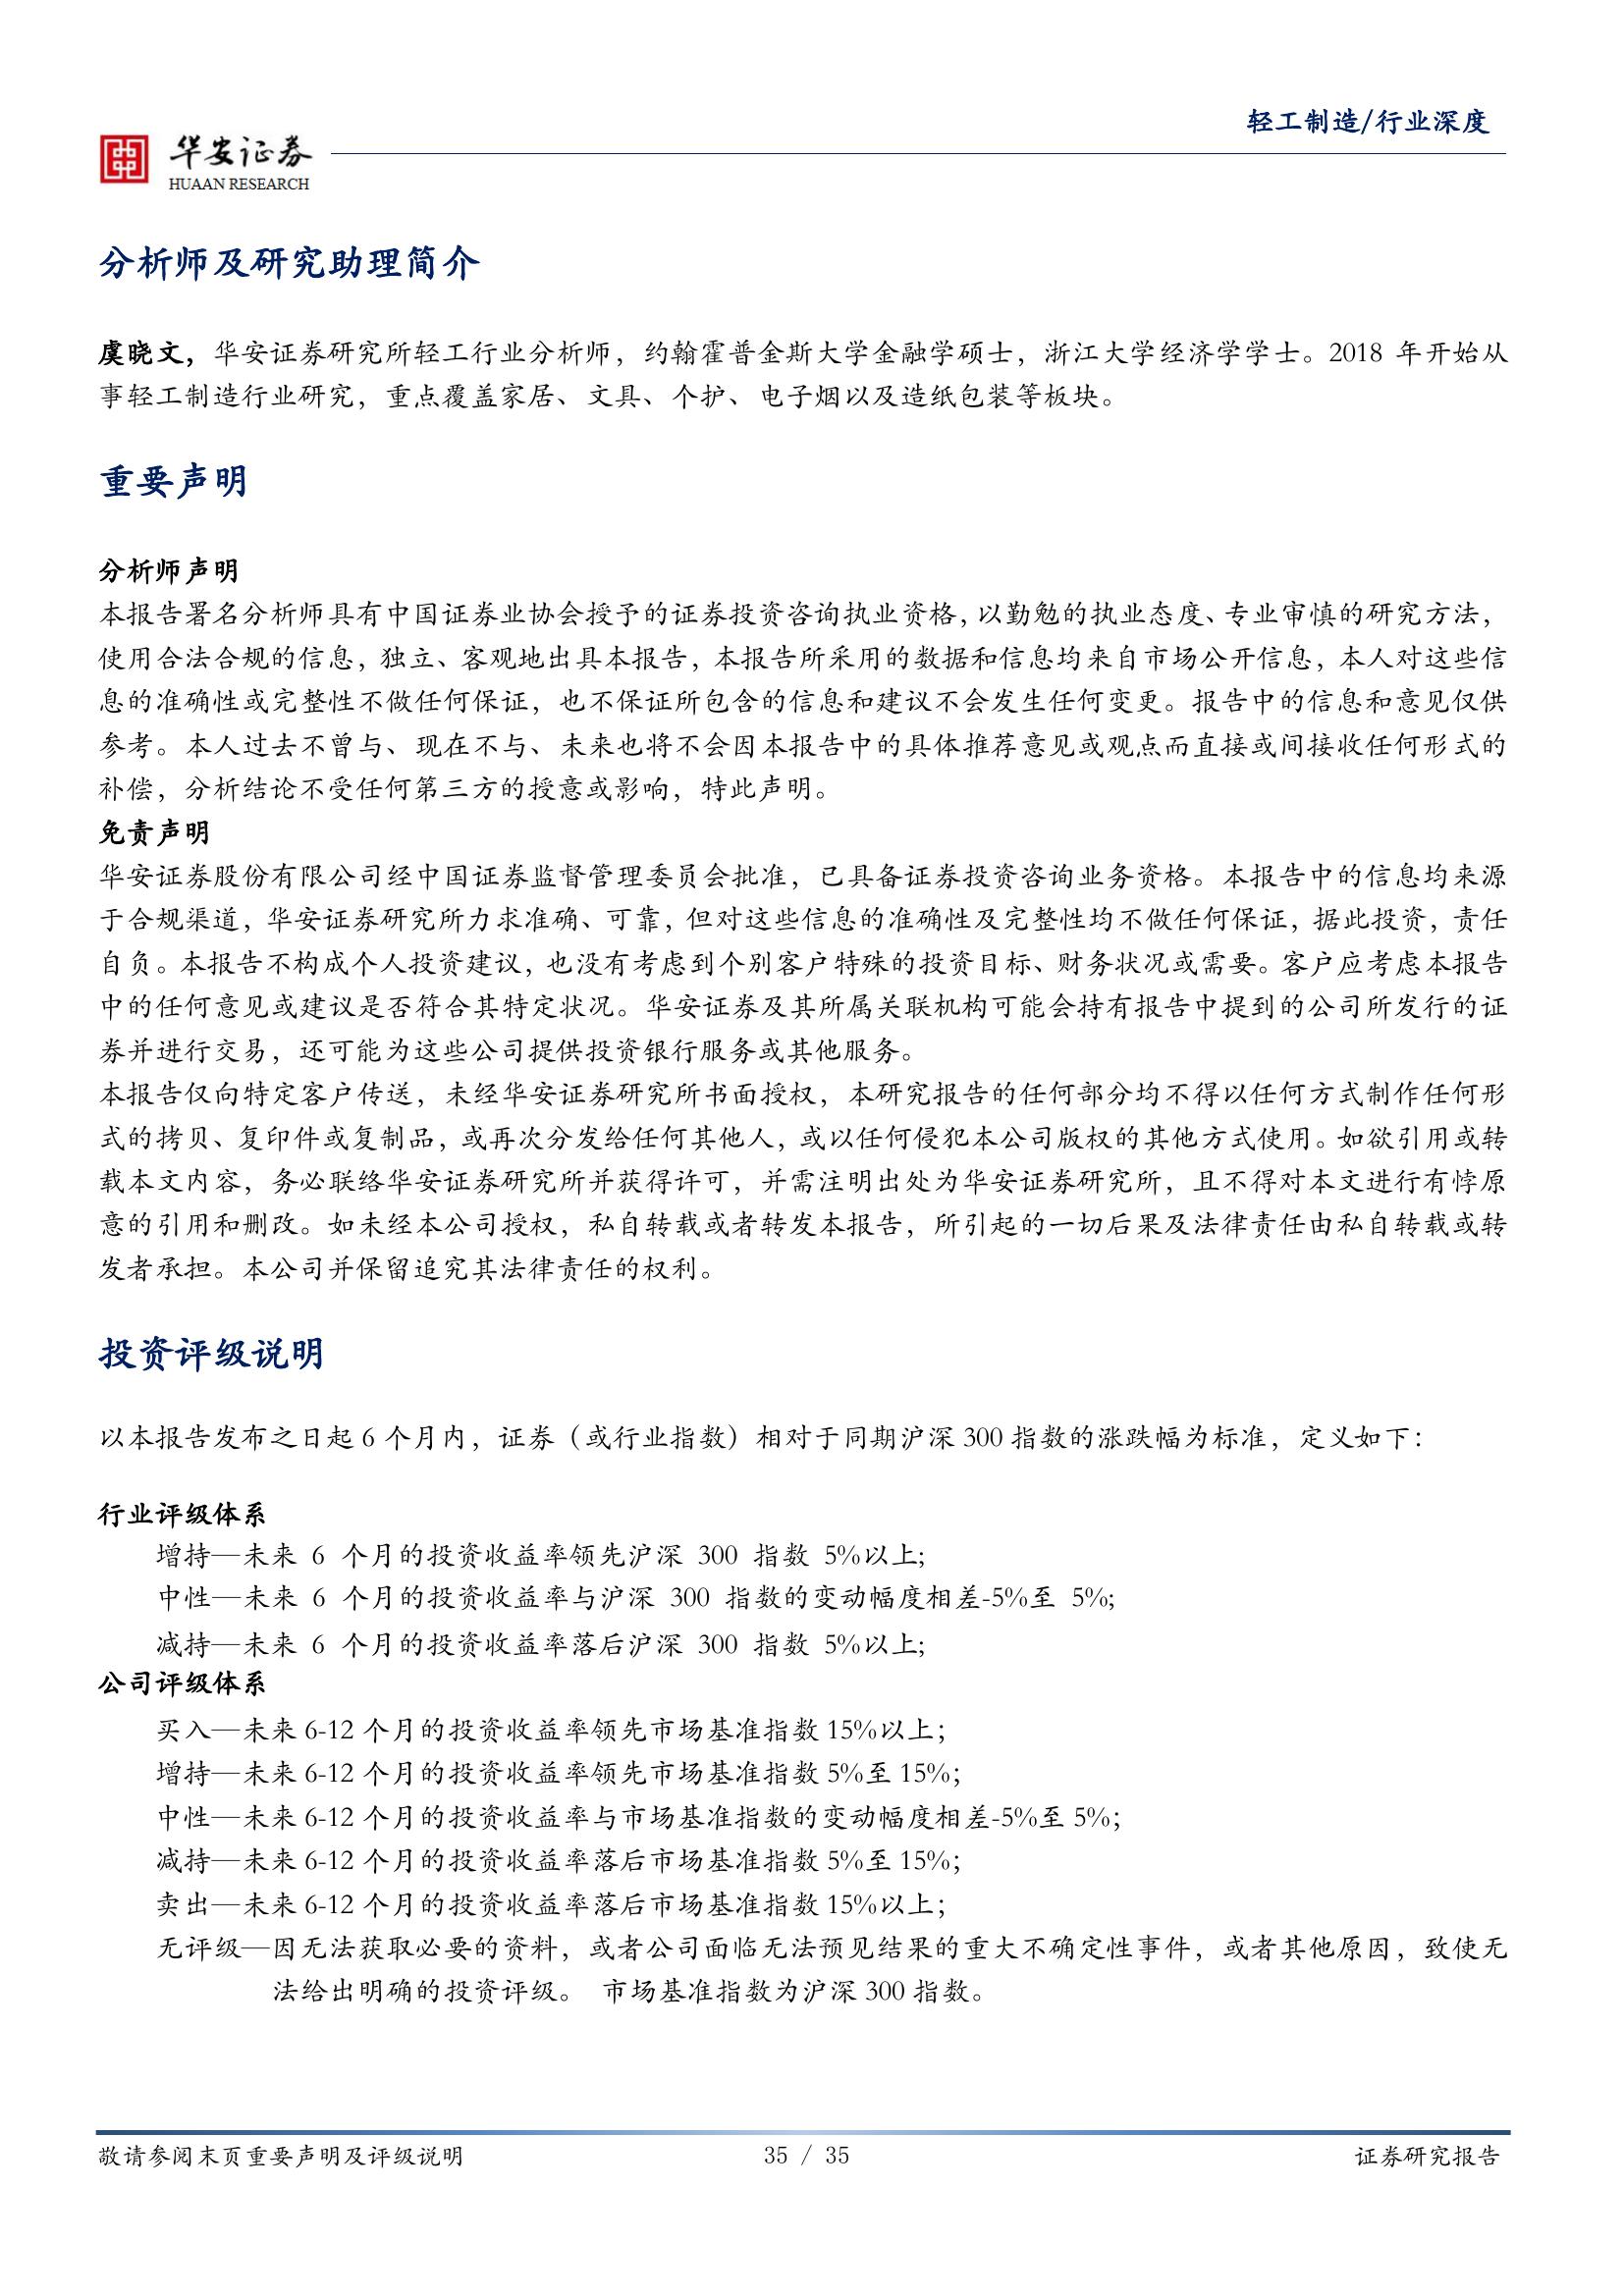 轻工制造/行业深度
华安证券
HUAAN RESEARCH
分析师及研究助理简介
虞晓文，华安证券研究所轻工行业分析师，约翰霍普金斯大学金融学硕士，浙江大学经济学学士。2018 年开始从
事轻工制造行业研究，重点覆盖家居、文具、个护、电子烟以及造纸包装等板块。
重要声明
分析师声明
本报告署名分析师具有中国证券业协会授予的证券投资咨询执业资格，以勤勉的执业态度、专业审慎的研究方法，
使用合法合规的信息，独立、客观地出具本报告，本报告所采用的数据和信息均来自市场公开信息，本人对这些信
息的准确性或完整性不做任何保证，也不保证所包含的信息和建议不会发生任何变更。报告中的信息和意见仅供
参考。本人过去不曾与、现在不与、未来也将不会因本报告中的具体推荐意见或观点而直接或间接收任何形式的
补偿，分析结论不受任何第三方的授意或影响，特此声明。
免责声明
华安证券股份有限公司经中国证券监督管理委员会批准，已具备证券投资咨询业务资格。本报告中的信息均来源
于合规渠道，华安证券研究所力求准确、可靠，但对这些信息的准确性及完整性均不做任何保证，据此投资，责任
自负。本报告不构成个人投资建议，也没有考虑到个别客户特殊的投资目标、财务状况或需要。客户应考虑本报告
中的任何意见或建议是否符合其特定状况。华安证券及其所属关联机构可能会持有报告中提到的公司所发行的证
券并进行交易，还可能为这些公司提供投资银行服务或其他服务。
本报告仅向特定客户传送，未经华安证券研究所书面授权，本研究报告的任何部分均不得以任何方式制作任何形
式的拷贝、复印件或复制品，或再次分发给任何其他人，或以任何侵犯本公司版权的其他方式使用。如欲引用或转
载本文内容，务必联络华安证券研究所并获得许可，并需注明出处为华安证券研究所，且不得对本文进行有悖原
意的引用和删改。如未经本公司授权，私自转载或者转发本报告，所引起的一切后果及法律责任由私自转载或转
发者承担。本公司并保留追究其法律责任的权利。
投资评级说明
以本报告发布之日起 6 个月内，证券（或行业指数）相对于同期沪深 300 指数的涨跌幅为标准，定义如下：
行业评级体系
增持—未来 6 个月的投资收益率领先沪深 300 指数 5%以上;
中性—未来 6 个月的投资收益率与沪深 300 指数的变动幅度相差-5%至 5%;
减持—未来 6 个月的投资收益率落后沪深 300 指数 5%以上;
公司评级体系
买入—未来 6-12 个月的投资收益率领先市场基准指数 15%以上；
增持—未来 6-12 个月的投资收益率领先市场基准指数 5%至 15%；
中性—未来 6-12 个月的投资收益率与市场基准指数的变动幅度相差-5%至 5%；
减持—未来 6-12 个月的投资收益率落后市场基准指数 5%至 15%；
卖出—未来 6-12 个月的投资收益率落后市场基准指数 15%以上；
无评级—因无法获取必要的资料，或者公司面临无法预见结果的重大不确定性事件，或者其他原因，致使无
法给出明确的投资评级。 市场基准指数为沪深 300 指数。
敬请参阅末页重要声明及评级说明
35 / 35
证券研究报告